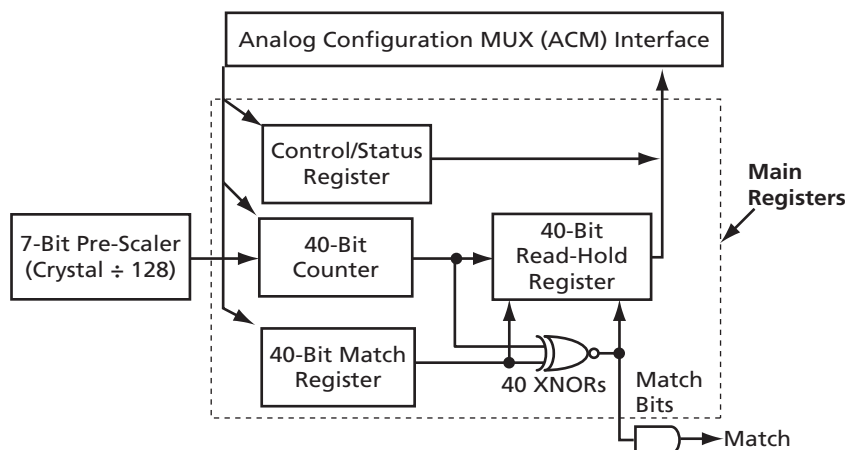 Analog Configuration MUX (ACM) Interface
Control/Status
Register
Main
Registers
7-Bit Pre-Scaler
(Crystal ÷ 128)
40-Bit
Counter
40-Bit
Read-Hold
Register
40-Bit Match
Register
40 XNORs
Match
Bits
Match